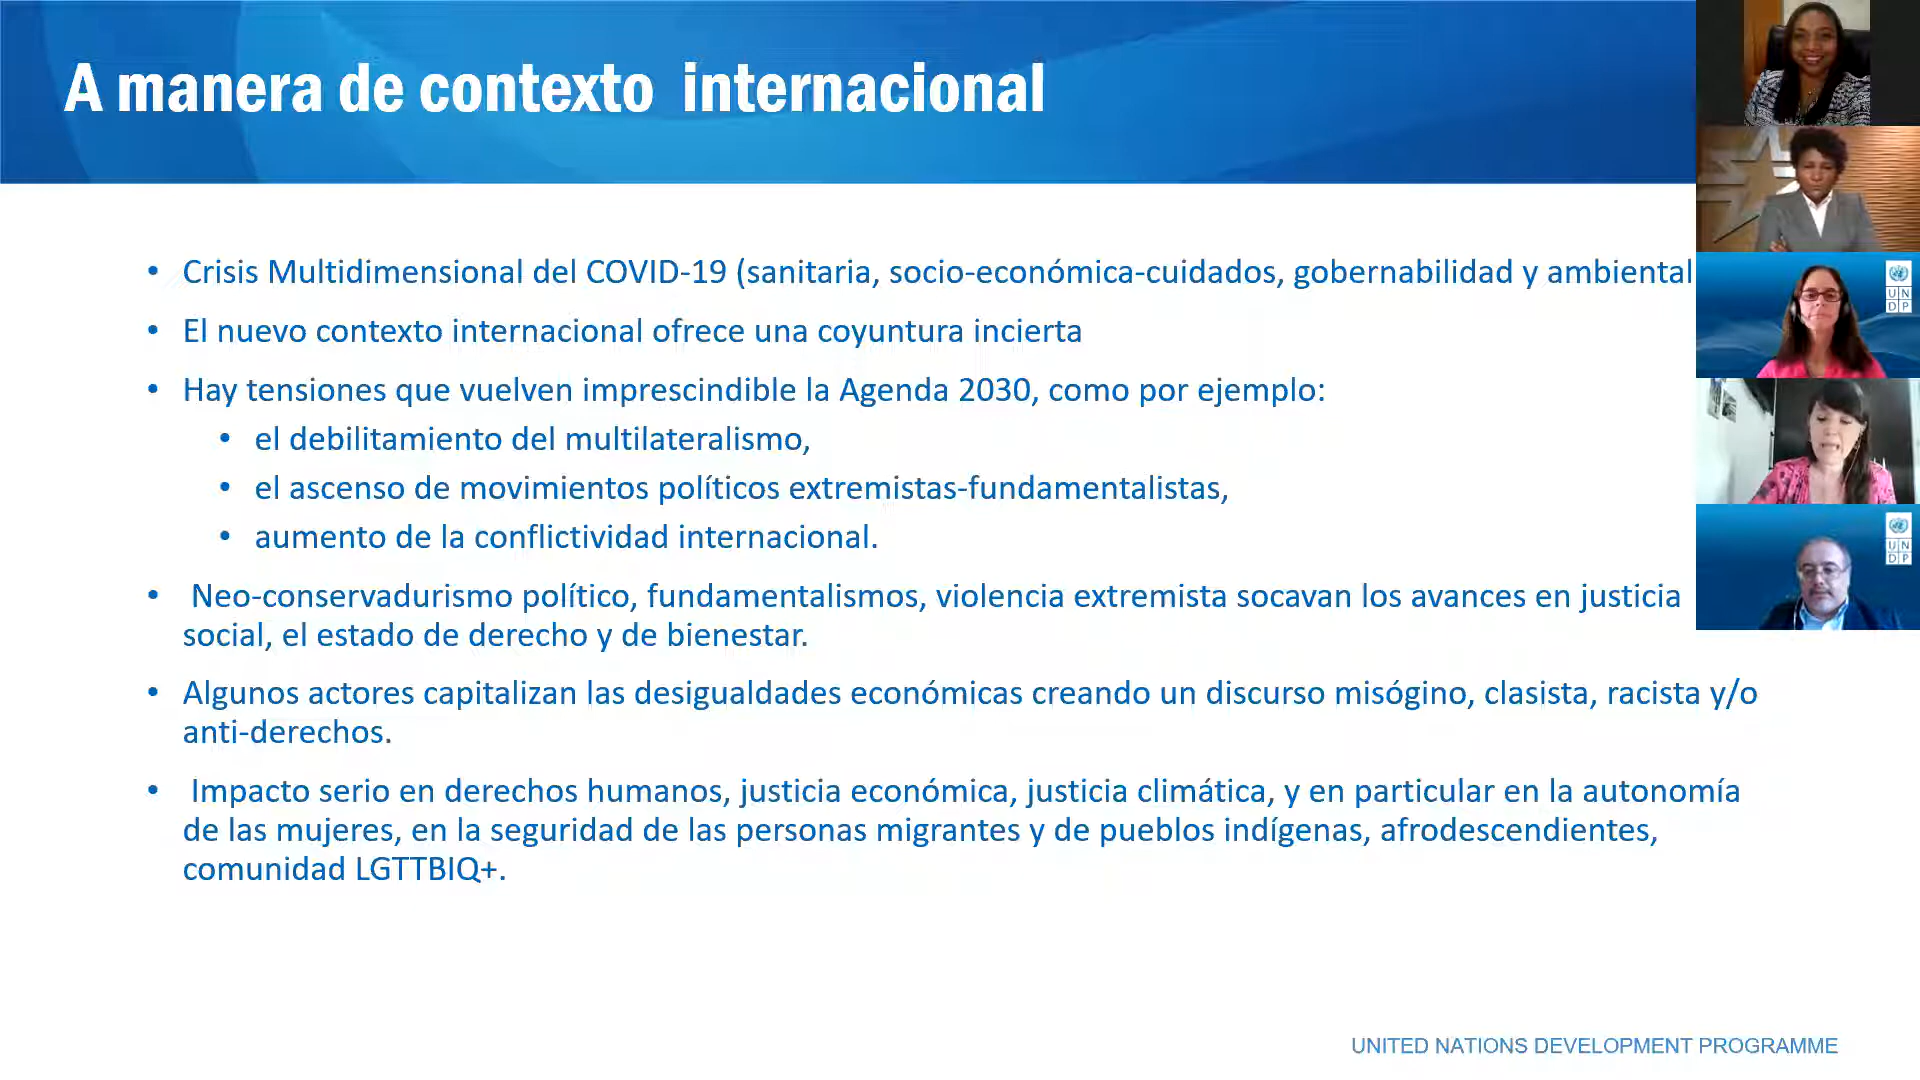 A manera de contexto internacional
• Crisis Multidimensional del COVID-19 (sanitaria, socio-económica-cuidados, gobernabilidad y ambiental
• El nuevo contexto internacional ofrece una coyuntura incierta
• Hay tensiones que vuelven imprescindible la Agenda 2030, como por ejemplo:
• el debilitamiento del multilateralismo,
• el ascenso de movimientos políticos extremistas-fundamentalistas,
• aumento de la conflictividad internacional.
• Neo-conservadurismo político, fundamentalismos, violencia extremista socavan los avances en justicia
social, el estado de derecho y de bienestar.
• Algunos actores capitalizan las desigualdades económicas creando un discurso misógino, clasista, racista y/o
anti-derechos.
• Impacto serio en derechos humanos, justicia económica, justicia climática, y en particular en la autonomía
de las mujeres, en la seguridad de las personas migrantes y de pueblos indígenas, afrodescendientes,
comunidad LGTTBIQ+.
UNITED NATIONS DEVELOPMENT PROGRAMME
U N
D P
U N
D P